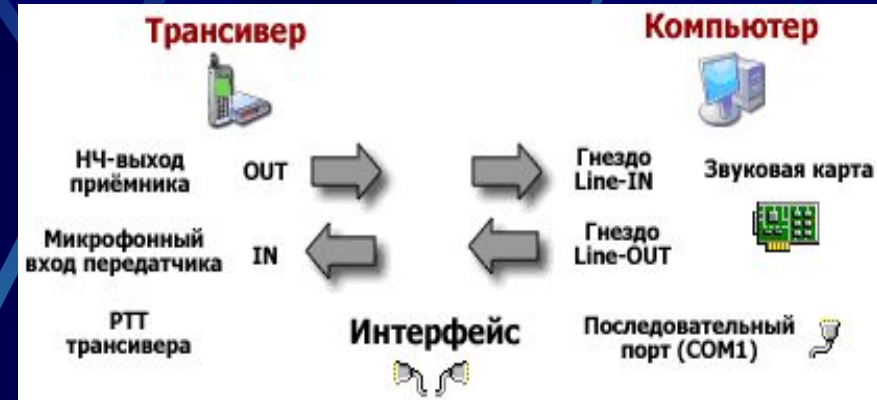 Трансивер
Компьютер
НЧ-выход
приёмника
OUT
Гнездо
Line-IN
Звуковая карта
Микрофонный
вход передатчика
IN
Гнездо
Line-OUT
PTT
трансивера
Интерфейс
Последовательный
порт (COM1)